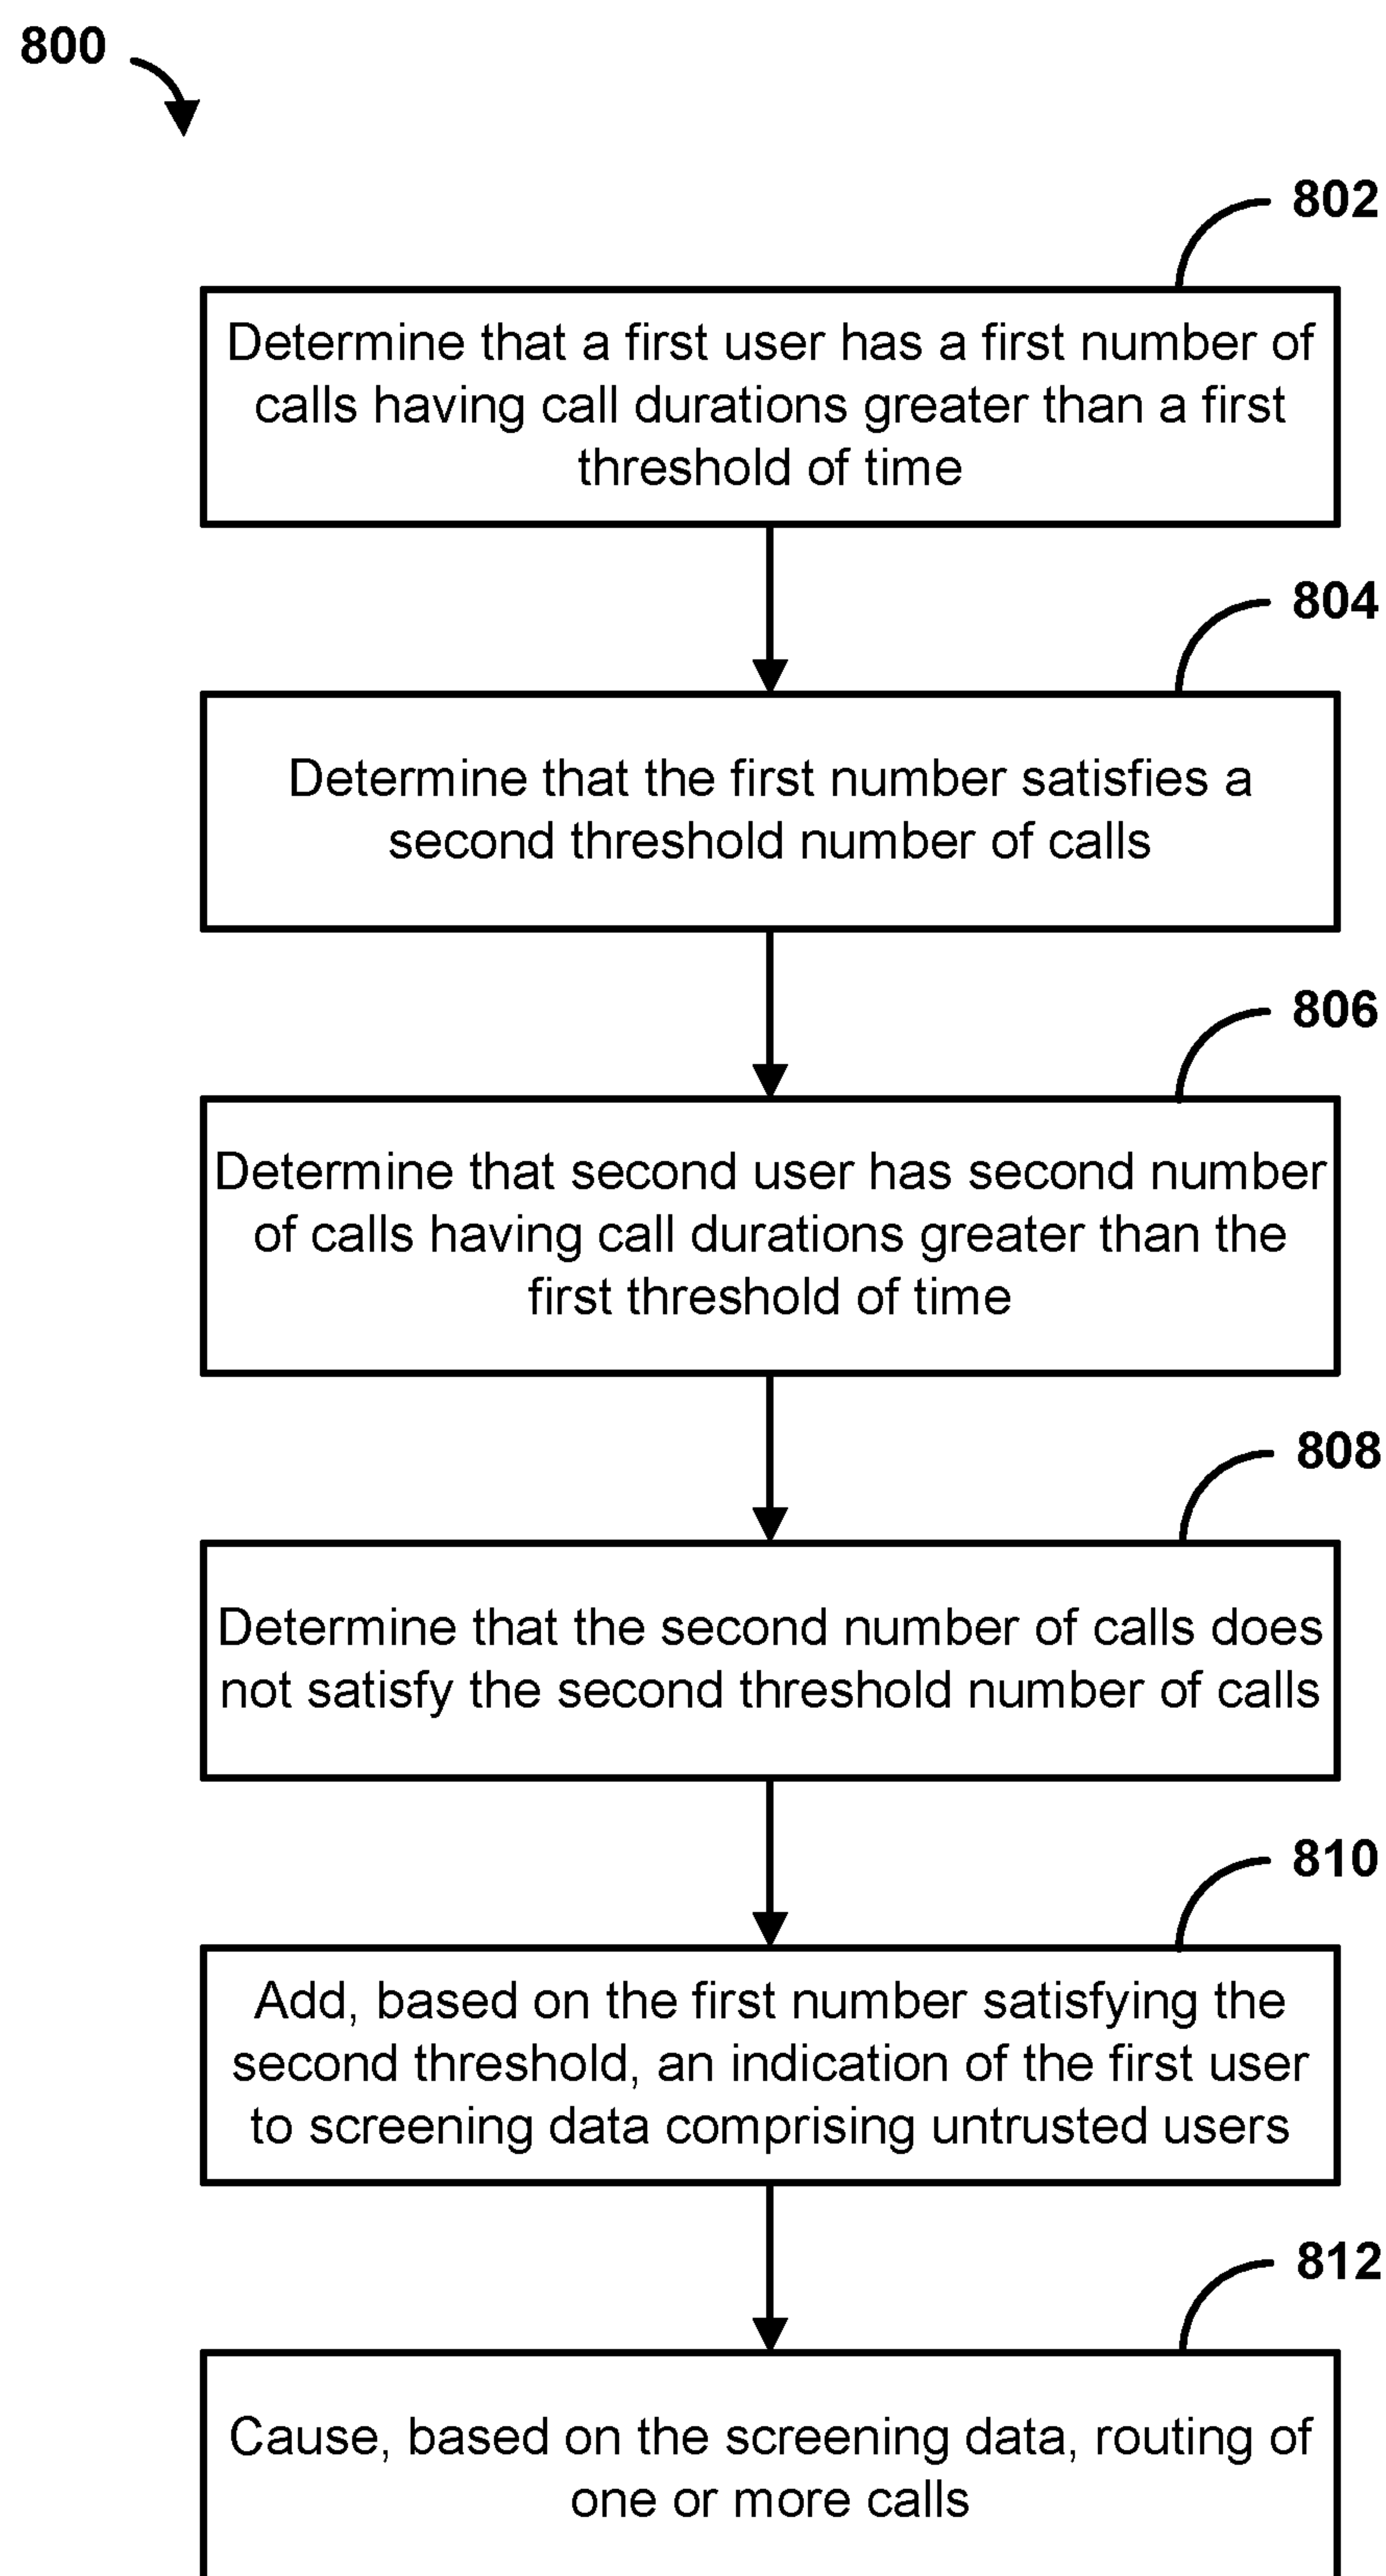 800
802
Determine that a first user has a first number of
calls having call durations greater than a first
threshold of time
804
Determine that the first number satisfies a
second threshold number of calls
806
Determine that second user has second number
of calls having call durations greater than the
first threshold of time
808
Determine that the second number of calls does
not satisfy the second threshold number of calls
810
Add, based on the first number satisfying the
second threshold, an indication of the first user
to screening data comprising untrusted users
812
Cause, based on the screening data, routing of
one or more calls